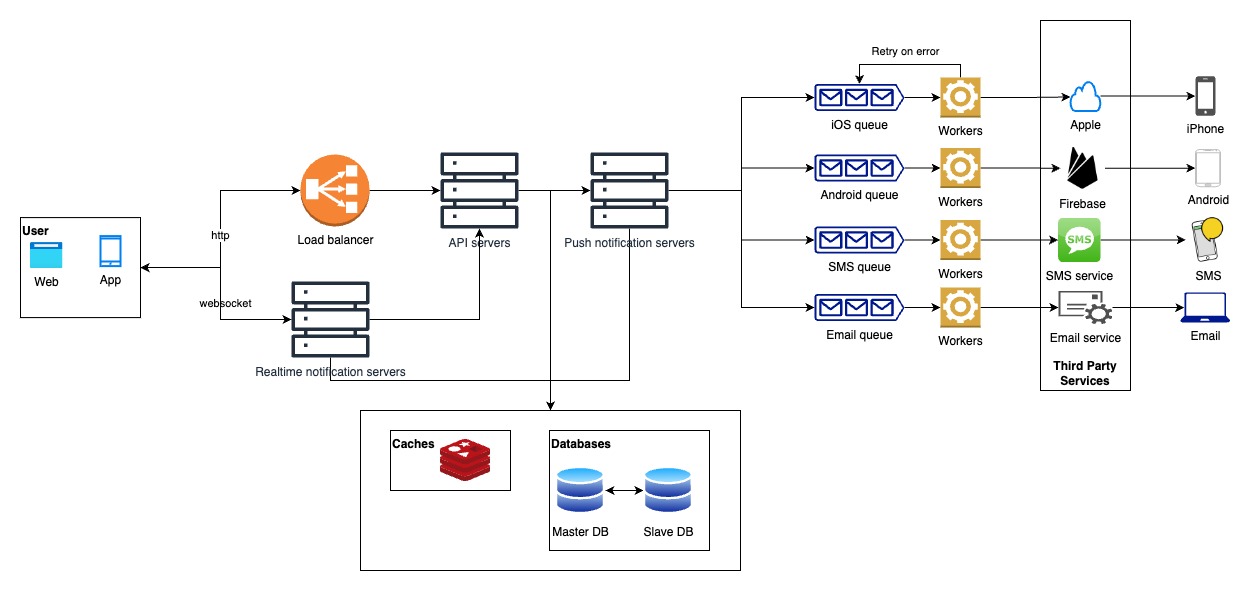 Retry on error
iOS queue
Workers
Apple
iPhone
Android queue
Workers
Firebase
Android
User
Web
App
http
websocket
Load balancer
API servers
Push notification servers
SMS queue
Workers
SMS
SMS service
SMS
Realtime notification servers
Email queue
Workers
Email service
Email
Third Party
Services
Caches
Databases
Master DB
Slave DB